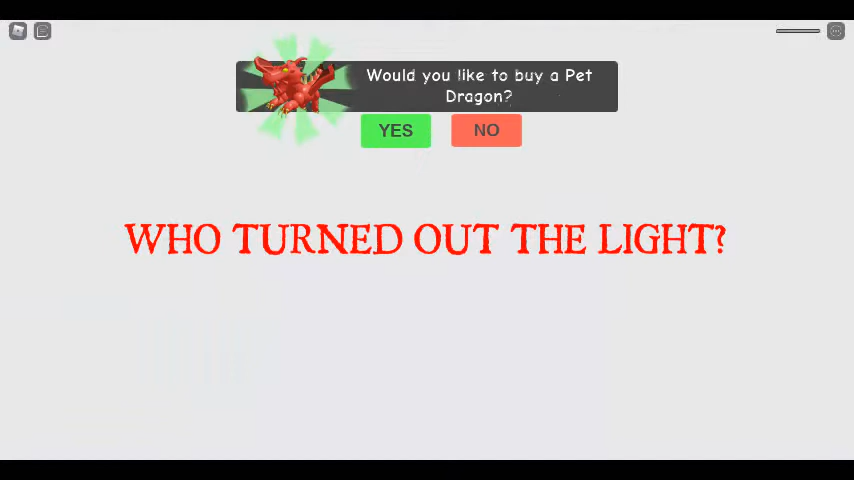 Would you like to buy a Pet
Dragon?
YES
NO
WHO TURNED OUT THE LIGHT?